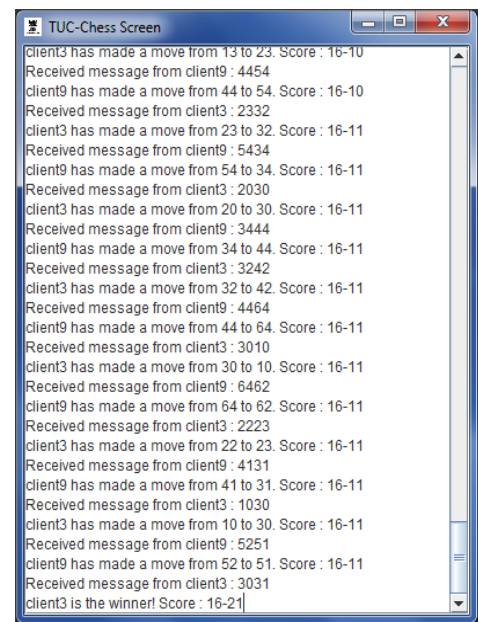 TUC-Chess Screen
client3 has made a move from 13 to 23. Score : 16-10
Received message from client9 : 4454
client9 has made a move from 44 to 54. Score : 16-10
Received message from client3 : 2332
client3 has made a move from 23 to 32. Score : 16-11
Received message from client9 : 5434
client9 has made a move from 54 to 34. Score : 16-11
Received message from client3 : 2030
client3 has made a move from 20 to 30. Score : 16-11
Received message from client9 : 3444
client9 has made a move from 34 to 44. Score : 16-11
Received message from client3 : 3242
client3 has made a move from 32 to 42. Score : 16-11
Received message from client9 : 4464
client9 has made a move from 44 to 64. Score : 16-11
Received message from client3 : 3010
client3 has made a move from 30 to 10. Score : 16-11
Received message from client9 : 6462
client9 has made a move from 64 to 62. Score : 16-11
Received message from client3 : 2223
client3 has made a move from 22 to 23. Score : 16-11
Received message from client9 : 4131
client9 has made a move from 41 to 31. Score : 16-11
Received message from client3 : 1030
client3 has made a move from 10 to 30. Score : 16-11
Received message from client9 : 5251
client9 has made a move from 52 to 51. Score : 16-11
Received message from client3 : 3031
client3 is the winner! Score : 16-21